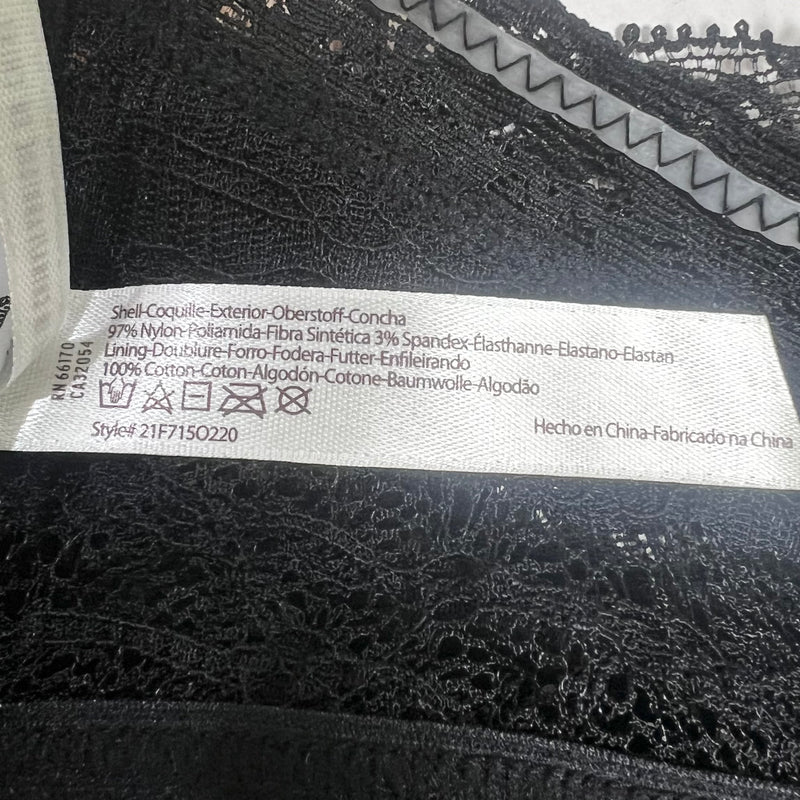 Shell-Coquille-Exterior-Oberstoff-Concha
97% Nylon-Poliamida-Fibra Sintética 3% Spandex-Élasthanne-Elastano-Elastan
Lining-Doublure-Forro-Fodera-Futter-Enfileirando
100% Cotton-Coton-Algodón-Cotone-Baumwolle-Algodão
Style# 21F715O220
Hecho en China-Fabricado na China
RN 66170
CA32054